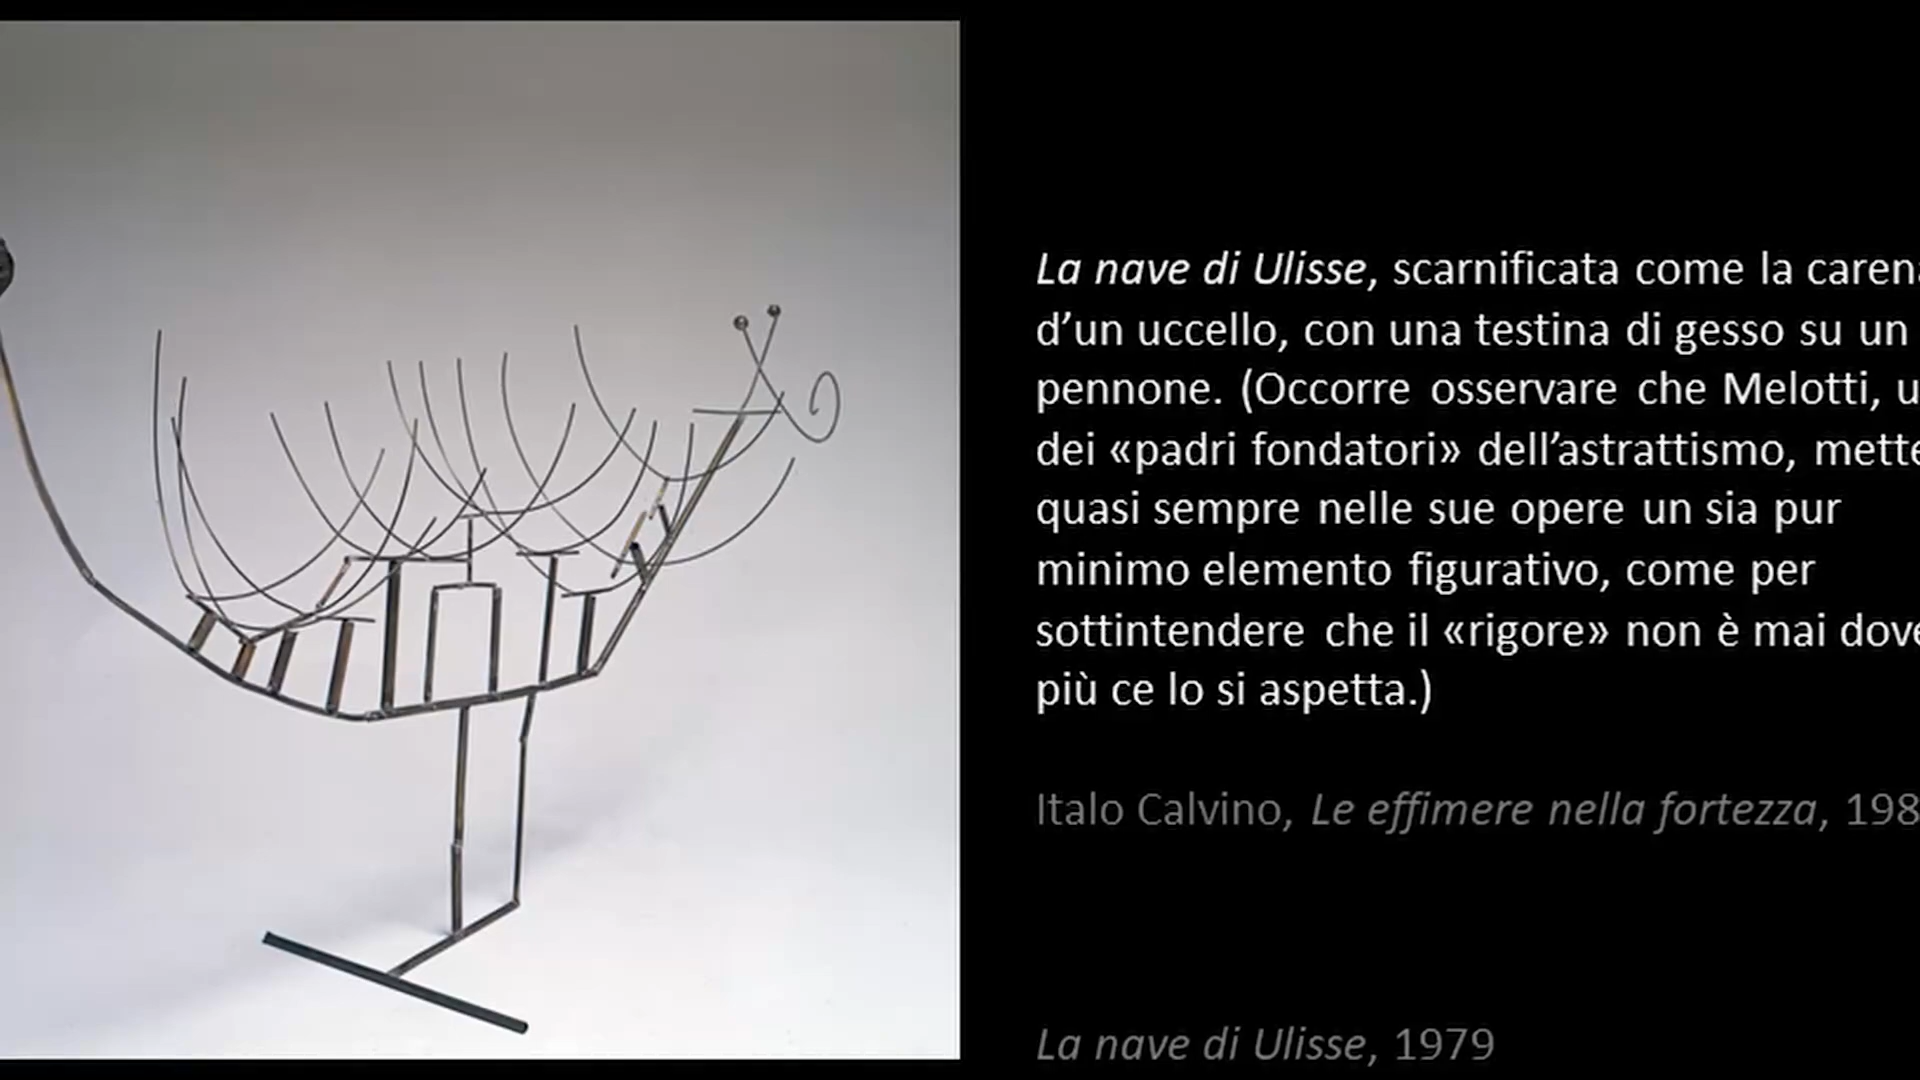 La nave di Ulisse, scarnificata come la caren
d’un uccello, con una testina di gesso su un
pennone. (Occorre osservare che Melotti, u
dei «padri fondatori» dell’astrattismo, mette
quasi sempre nelle sue opere un sia pur
minimo elemento figurativo, come per
sottintendere che il «rigore» non è mai dove
più ce lo si aspetta.)
Italo Calvino, Le effimere nella fortezza, 198
La nave di Ulisse, 1979